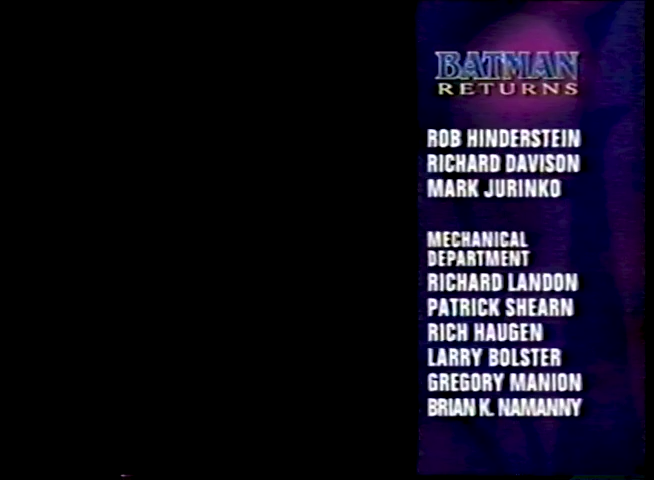 BATMAN
RETURNS
ROB HINDERSTEIN
RICHARD DAVISON
MARK JURINKO
MECHANICAL
DEPARTMENT
RICHARD LANDON
PATRICK SHEARN
RICH HAUGEN
LARRY BOLSTER
GREGORY MANION
BRIAN K. NAMANNY